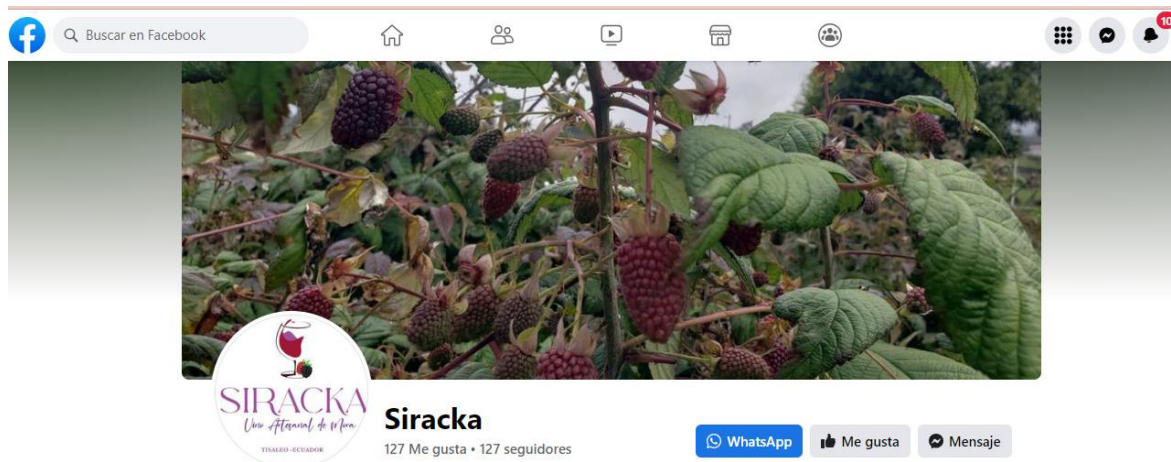 Buscar en Facebook
10
SIRACKA
Vino Artesanal de Mora
TISALEO - ECUADOR
Siracka
127 Me gusta • 127 seguidores
WhatsApp
Me gusta
Mensaje